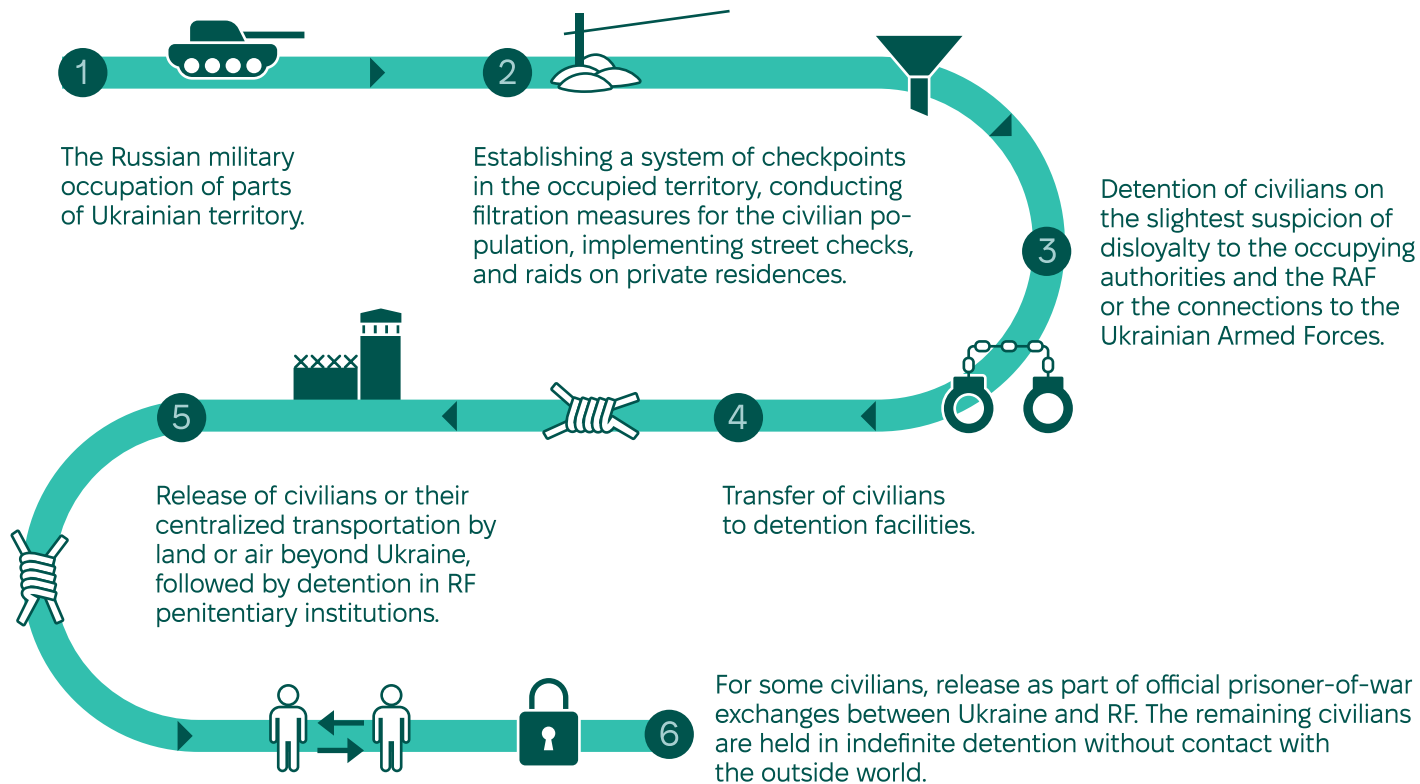 1
The Russian military
occupation of parts
of Ukrainian territory.
2
Establishing a system of checkpoints
in the occupied territory, conducting
filtration measures for the civilian po-
pulation, implementing street checks,
and raids on private residences.
3
Detention of civilians on
the slightest suspicion of
disloyalty to the occupying
authorities and the RAF
or the connections to the
Ukrainian Armed Forces.
4
Transfer of civilians
to detention facilities.
5
Release of civilians or their
centralized transportation by
land or air beyond Ukraine,
followed by detention in RF
penitentiary institutions.
6
For some civilians, release as part of official prisoner-of-war
exchanges between Ukraine and RF. The remaining civilians
are held in indefinite detention without contact with
the outside world.